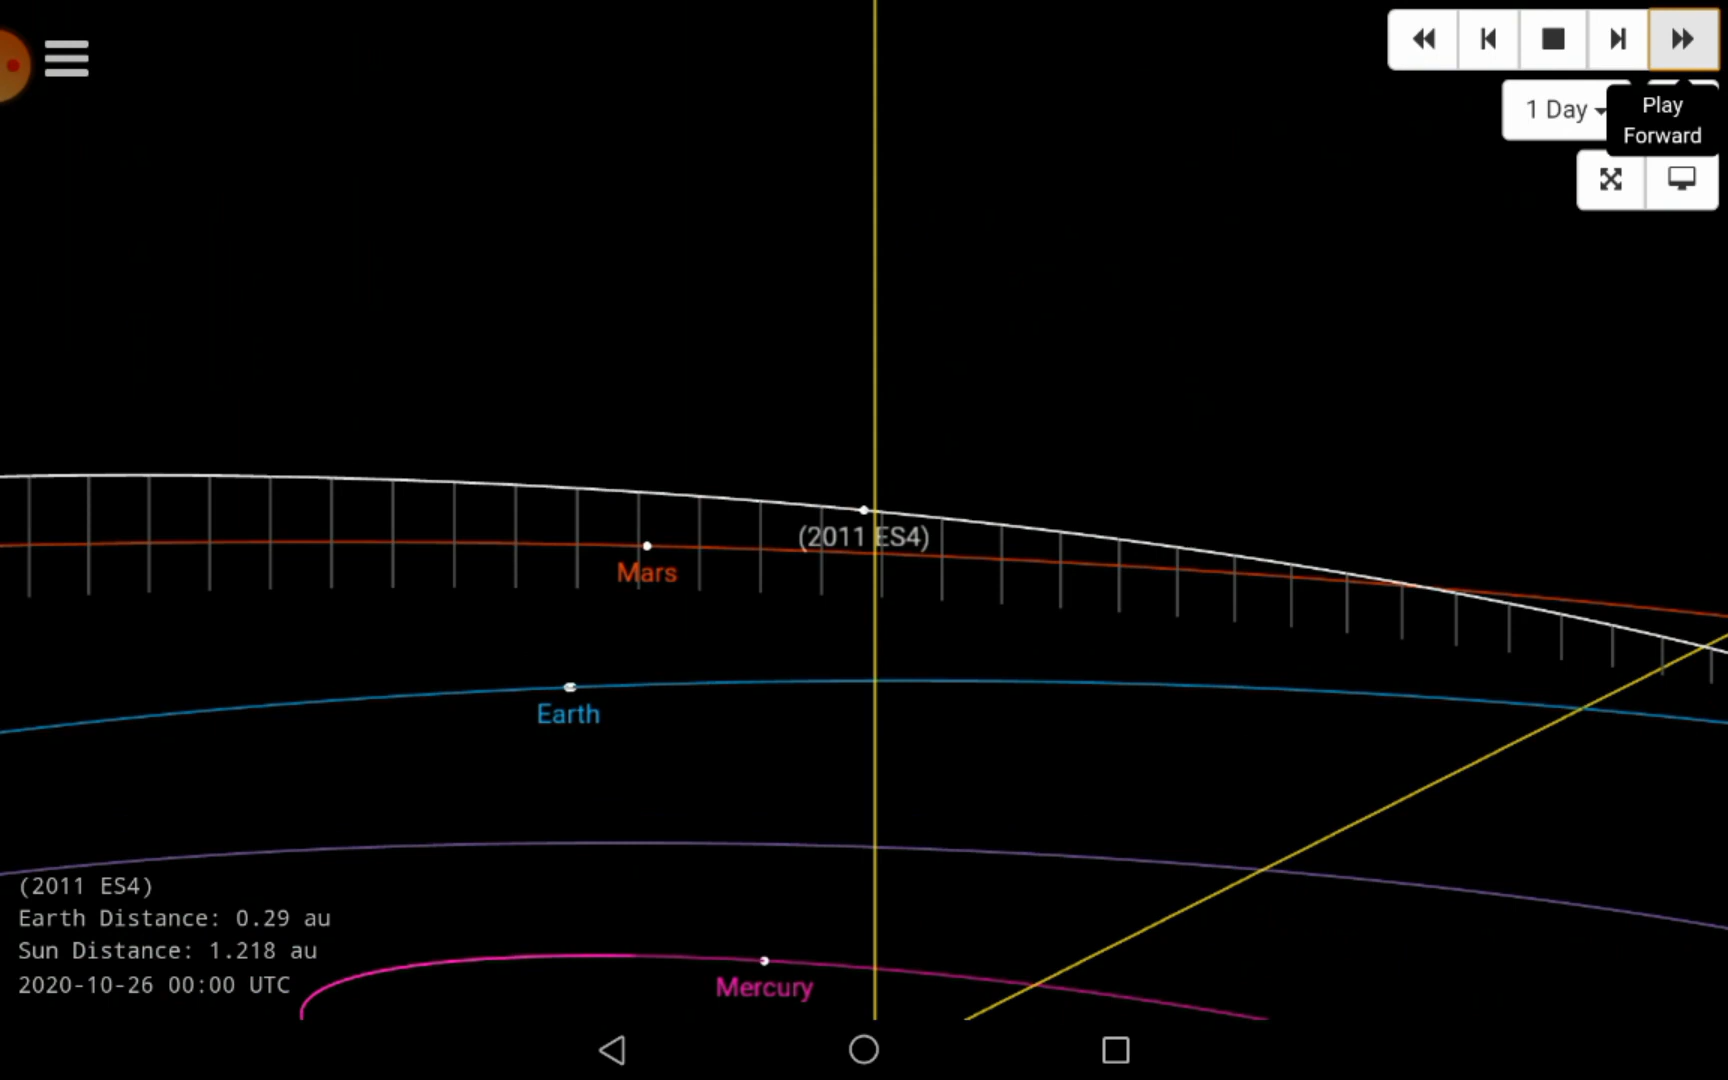 1 Day
Play
Forward
(2011 ES4)
Mars
Earth
(2011 ES4)
Earth Distance: 0.29 au
Sun Distance: 1.218 au
2020-10-26 00:00 UTC
Mercury